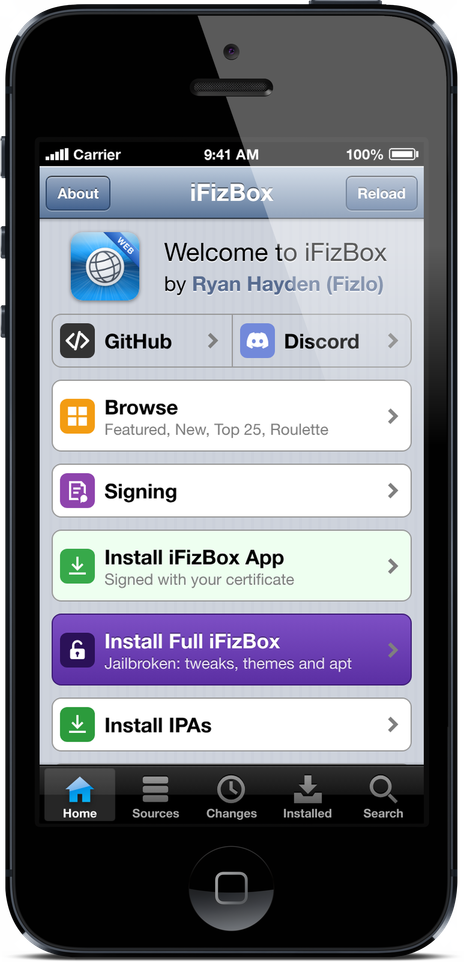 Carrier 9:41 AM 100%
About iFizBox Reload
WEB
Welcome to iFizBox
by Ryan Hayden (Fizlo)
GitHub Discord
Browse
Featured, New, Top 25, Roulette
Signing
Install iFizBox App
Signed with your certificate
Install Full iFizBox
Jailbroken: tweaks, themes and apt
Install IPAs
Home Sources Changes Installed Search